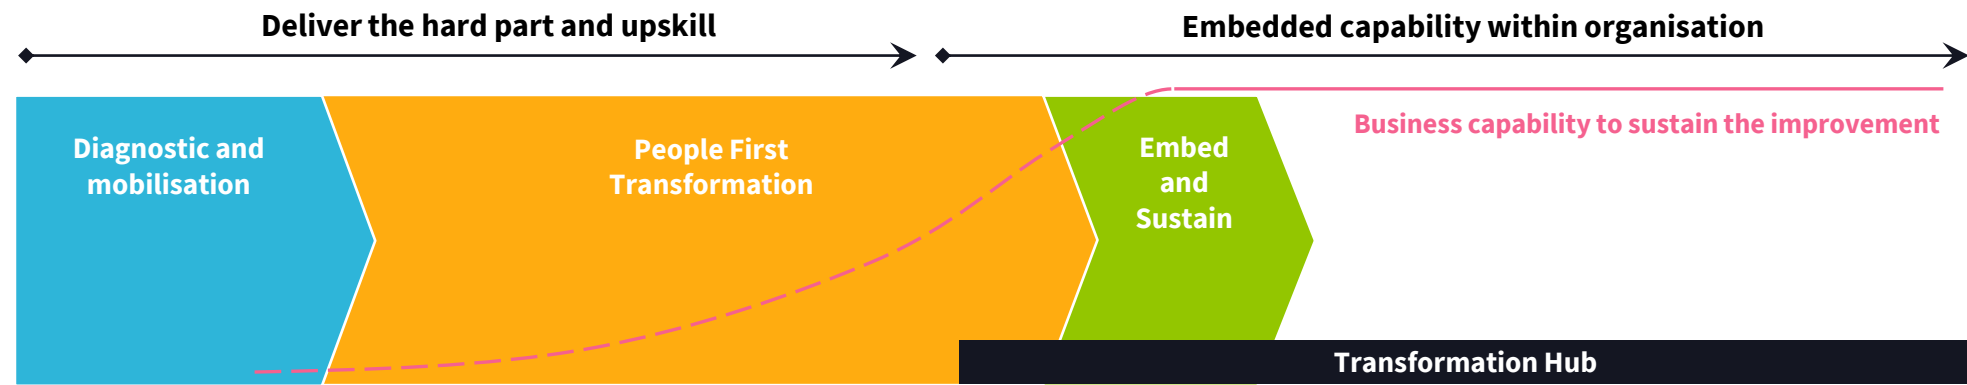 Deliver the hard part and upskill
Embedded capability within organisation
Diagnostic and
mobilisation
People First
Transformation
Embed
and
Sustain
Business capability to sustain the improvement
Transformation Hub